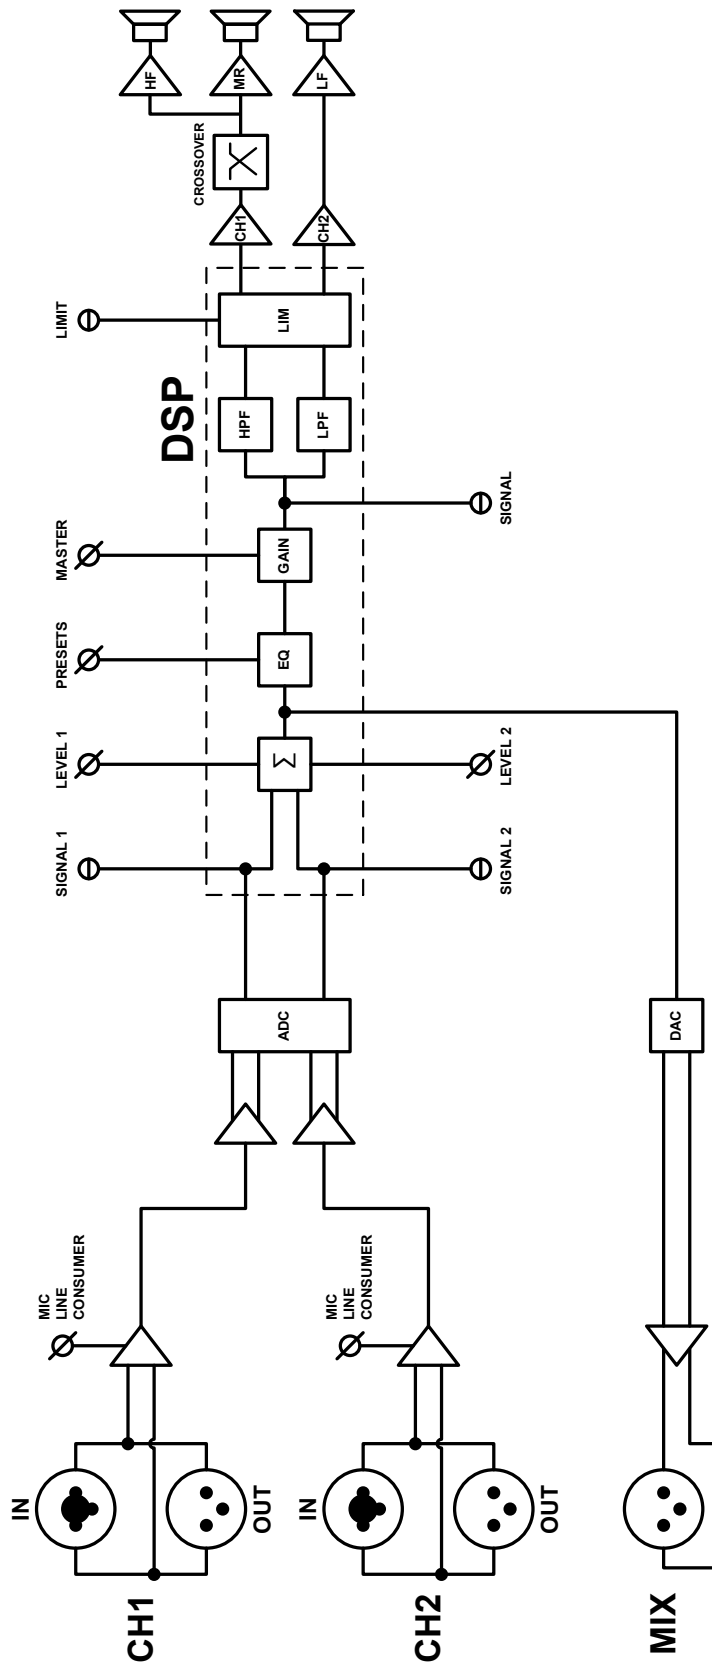 CH1
IN
OUT
MIC
LINE
CONSUMER
CH2
IN
OUT
MIC
LINE
CONSUMER
MIX
ADC
DAC
DSP
SIGNAL 1
SIGNAL 2
LEVEL 1
LEVEL 2
Σ
PRESETS
EQ
MASTER
GAIN
SIGNAL
HPF
LPF
LIMIT
LIM
CH1
CH2
CROSSOVER
HF
MR
LF